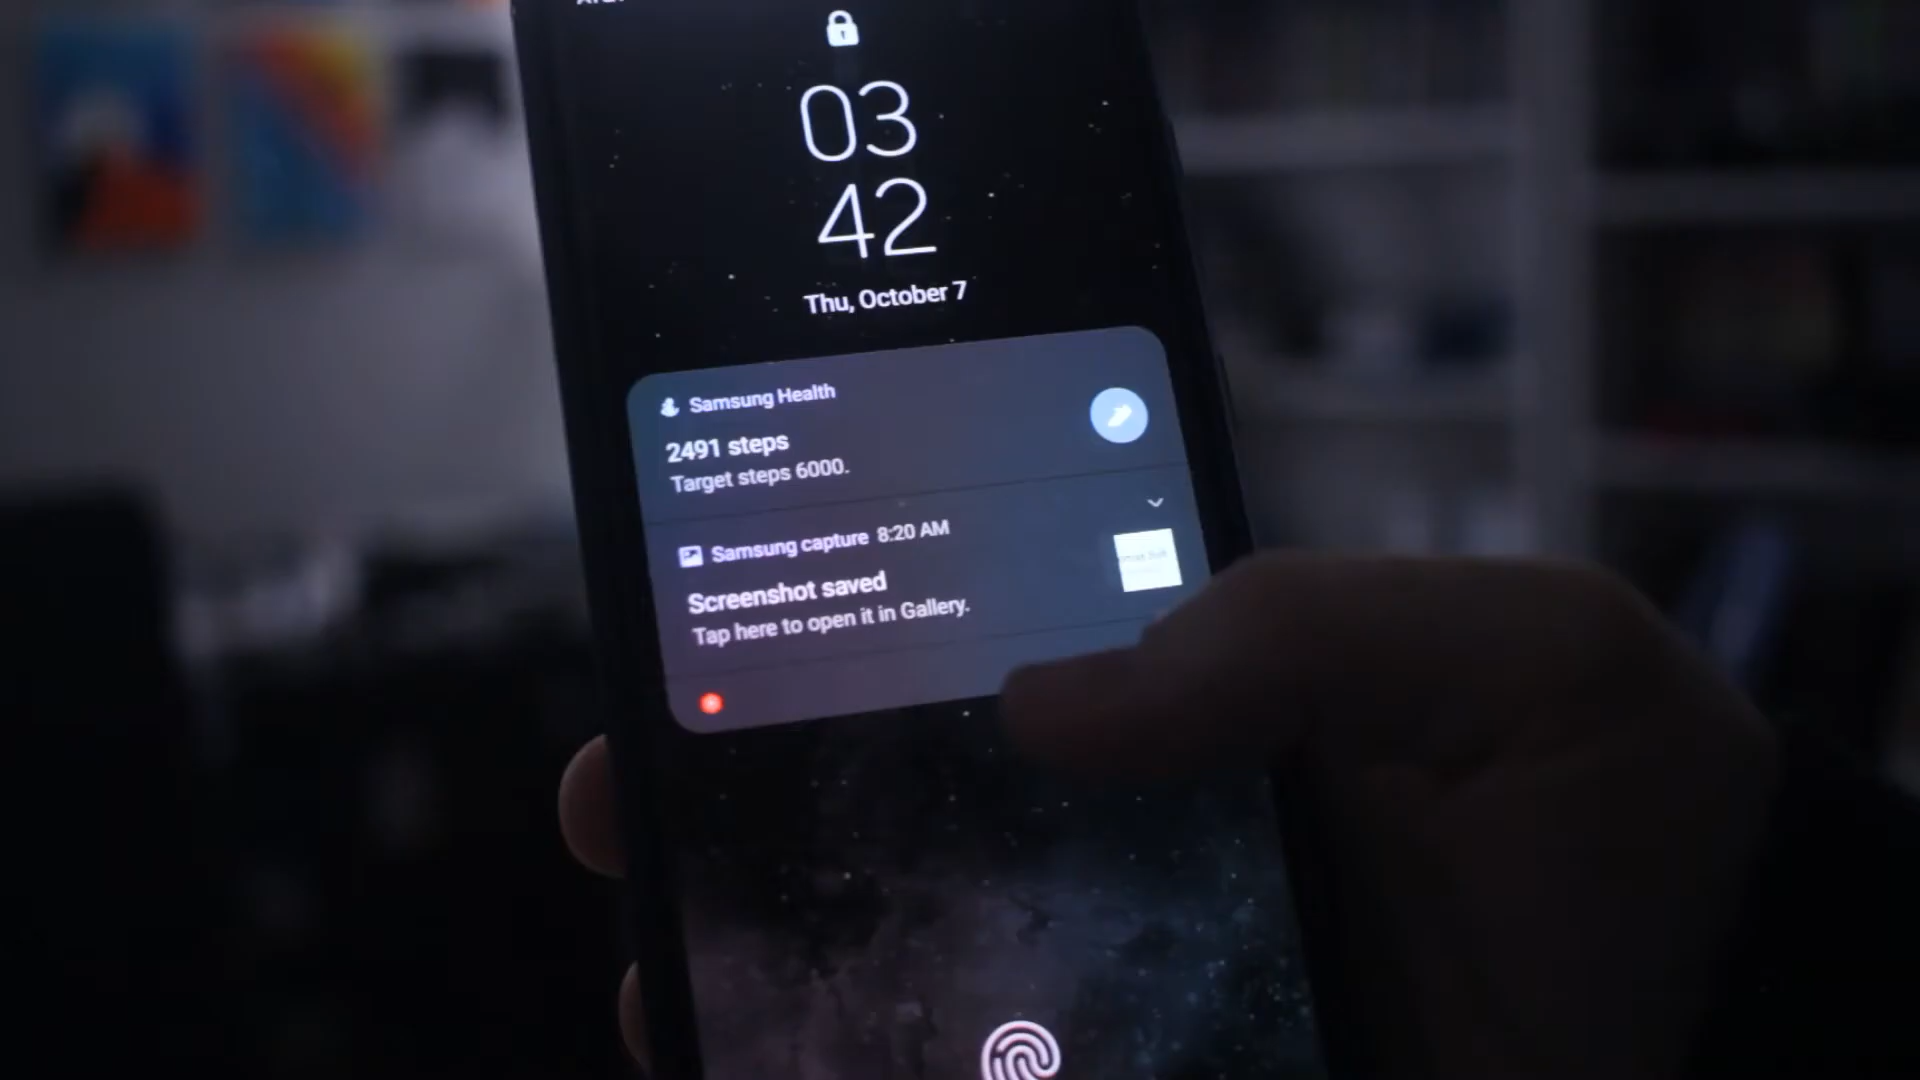 03
42
Thu, October 7
Samsung Health
2491 steps
Target steps 6000.
Samsung capture 8:20 AM
Screenshot saved
Tap here to open it in Gallery.